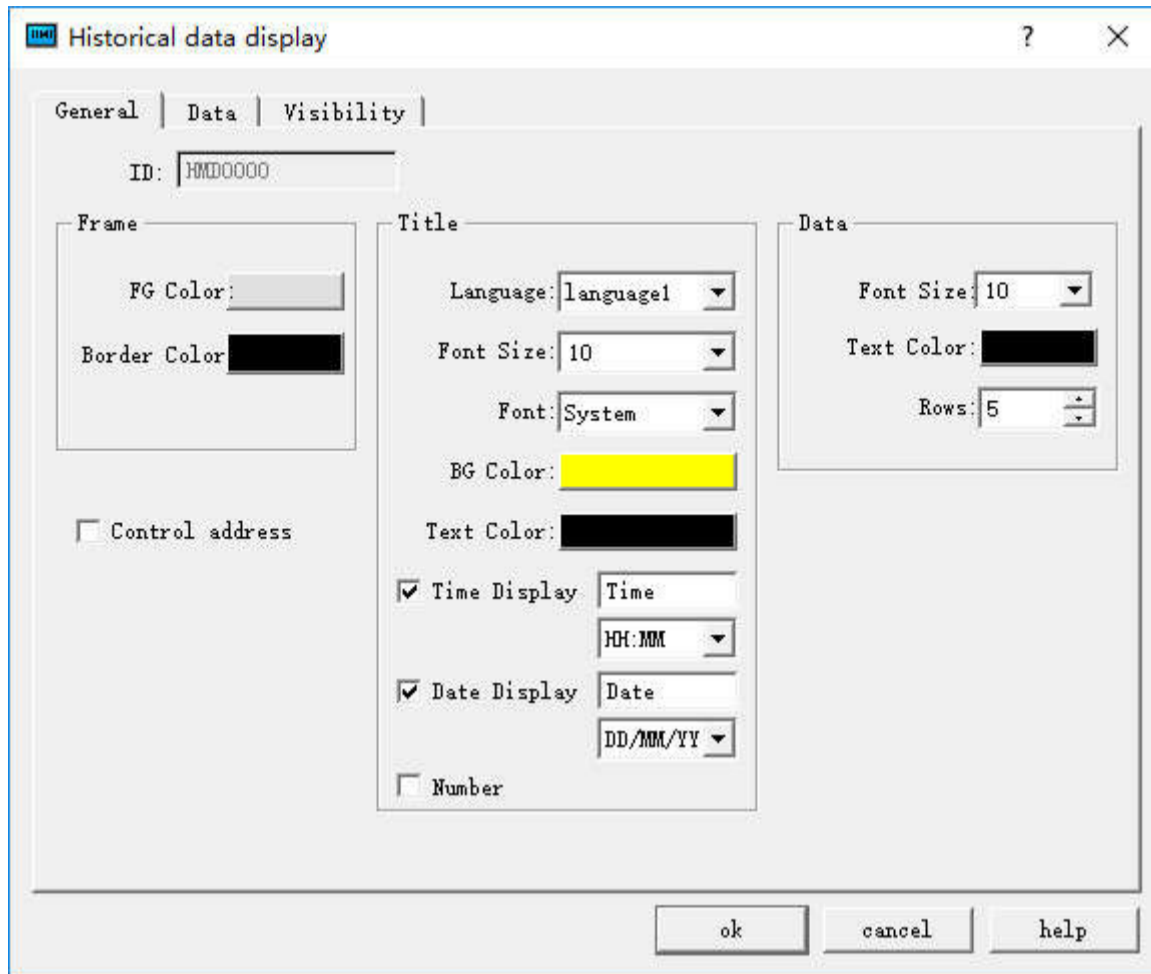 Historical data display
General Data Visibility
ID: HMD0000
Frame
FG Color:
Border Color
Control address
Title
Language: language1
Font Size: 10
Font: System
BG Color:
Text Color:
Time Display Time
HH:MM
Date Display Date
DD/MM/YY
Number
Data
Font Size: 10
Text Color:
Rows: 5
ok cancel help